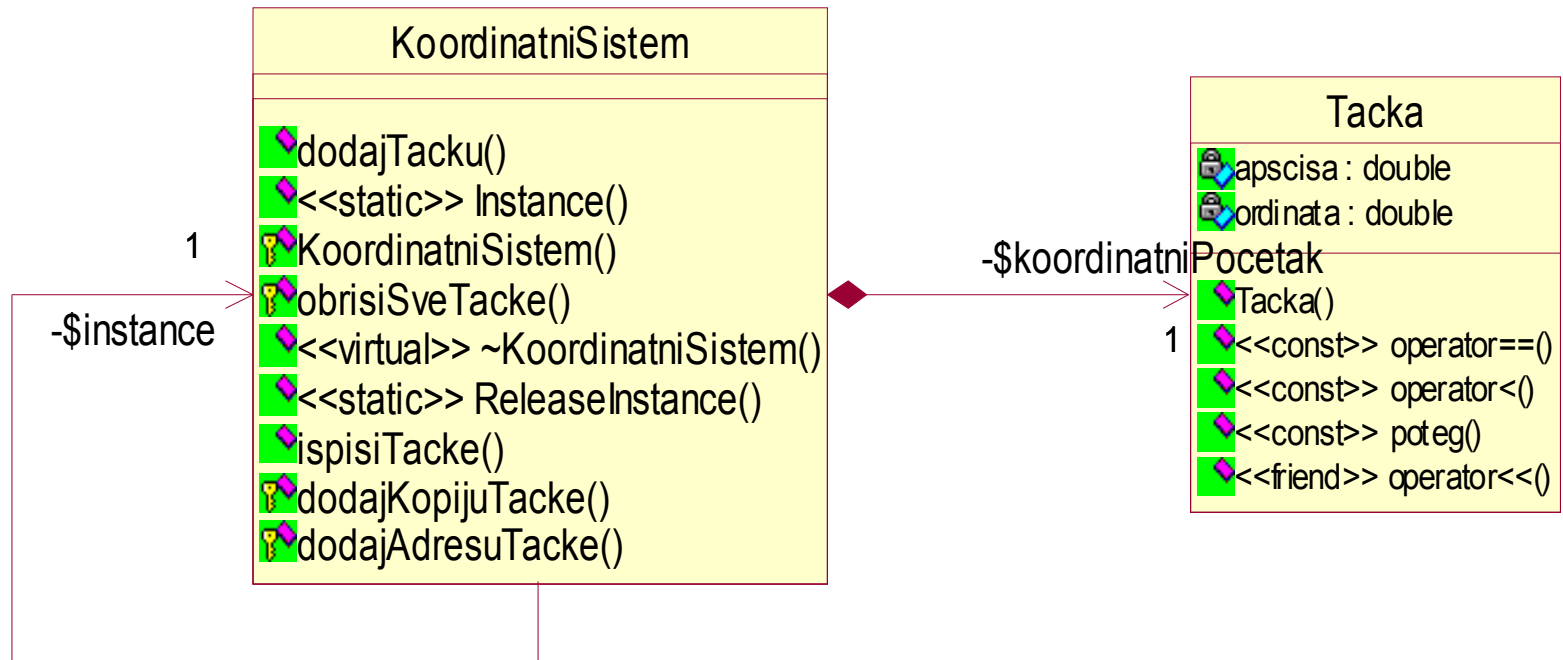 KoordinatniSistem
dodajTacku()
<<static>> Instance()
KoordinatniSistem()
obrisiSveTacke()
<<virtual>> ~KoordinatniSistem()
<<static>> ReleaseInstance()
ispisiTacke()
dodajKopijuTacke()
dodajAdresuTacke()
1
-$instance
-$koordinatniPocetak
1
Tacka
apscisa : double
ordinata : double
Tacka()
<<const>> operator==()
<<const>> operator<()
<<const>> poteg()
<<friend>> operator<<()